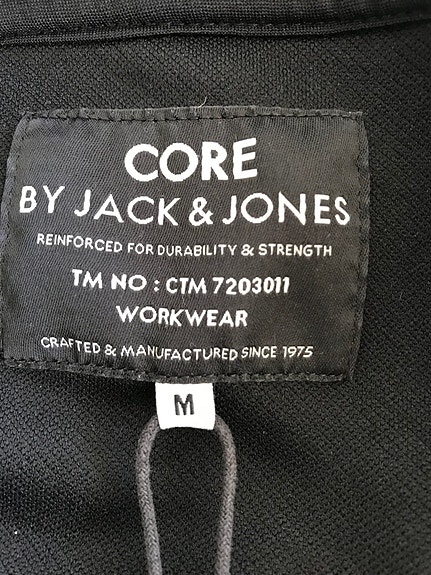 CORE
BY JACK & JONES
REINFORCED FOR DURABILITY & STRENGTH
TM NO : CTM 7203011
WORKWEAR
CRAFTED & MANUFACTURED SINCE 1975
M